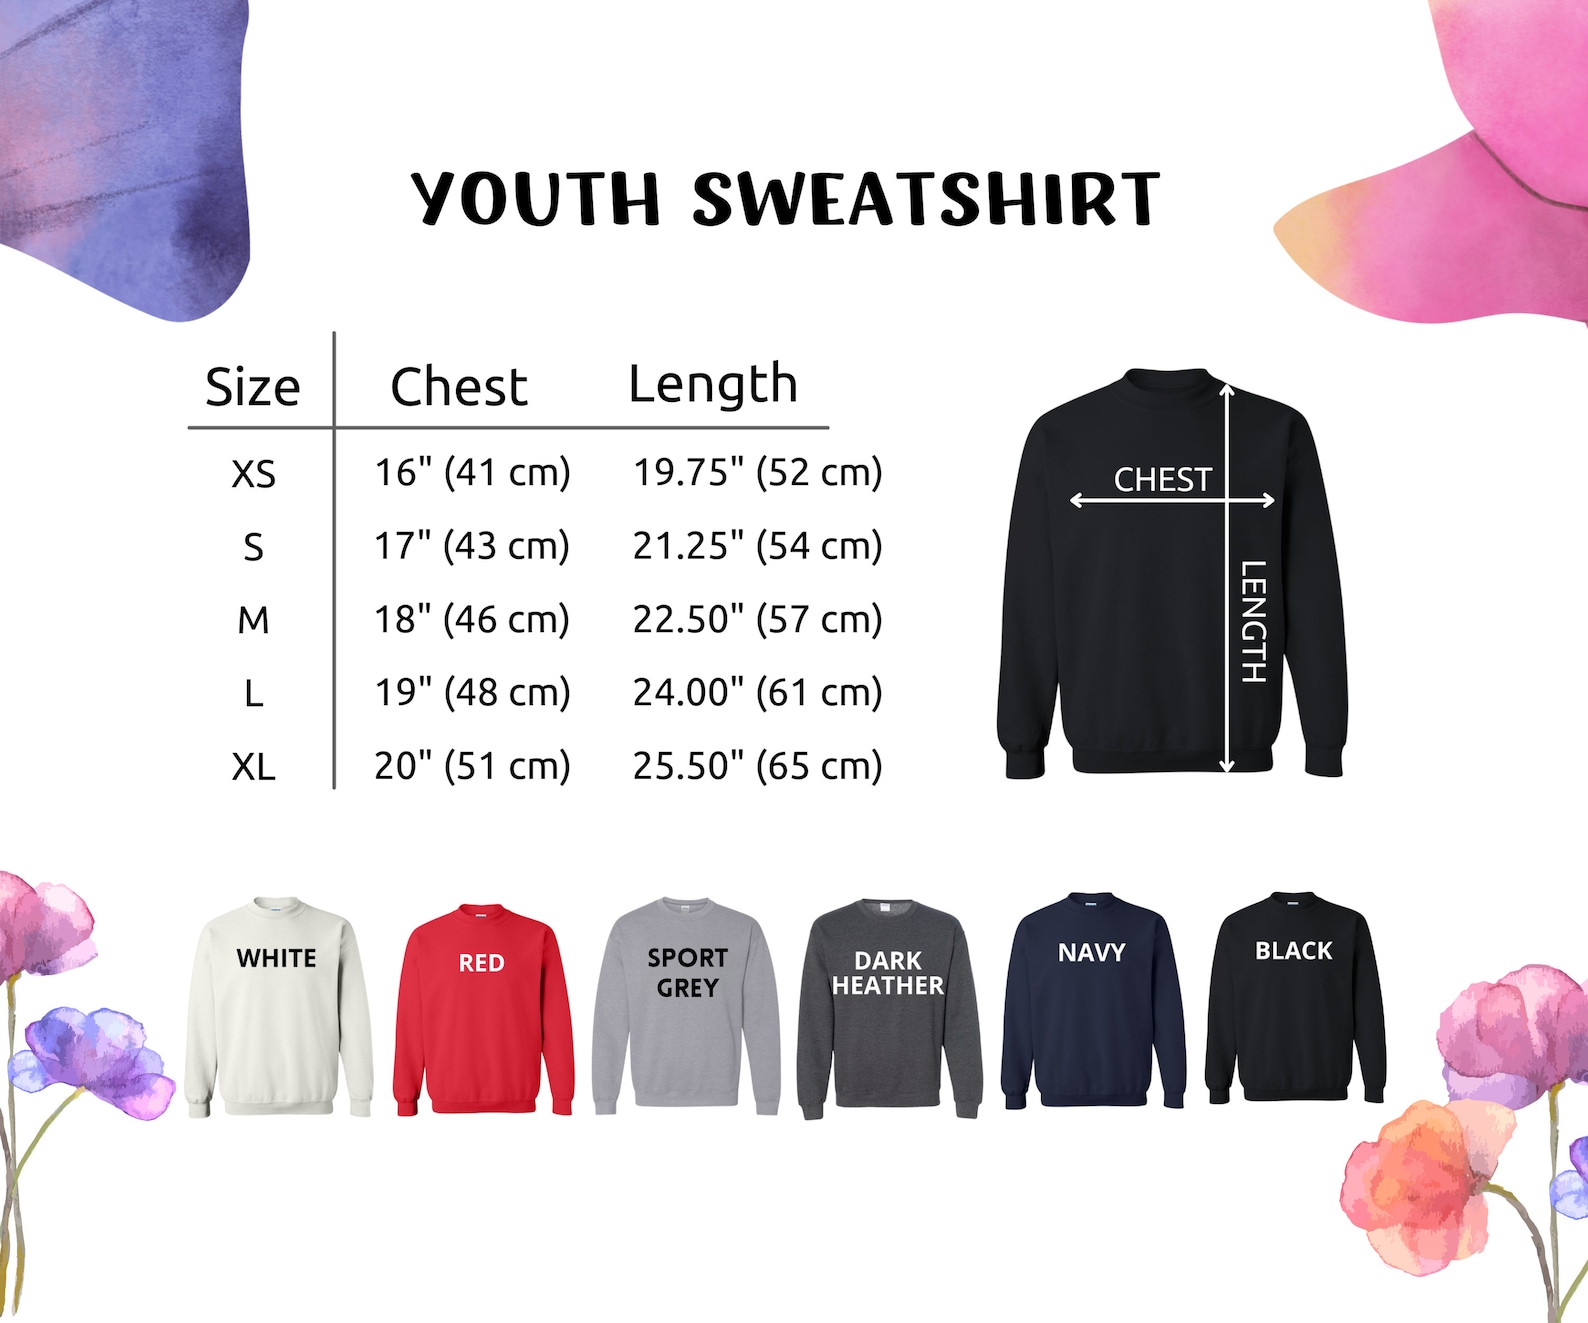 YOUTH SWEATSHIRT
Size Chest Length
XS 16" (41 cm) 19.75" (52 cm)
S 17" (43 cm) 21.25" (54 cm)
M 18" (46 cm) 22.50" (57 cm)
L 19" (48 cm) 24.00" (61 cm)
XL 20" (51 cm) 25.50" (65 cm)
CHEST
LENGTH
WHITE
RED
SPORT
GREY
DARK
HEATHER
NAVY
BLACK